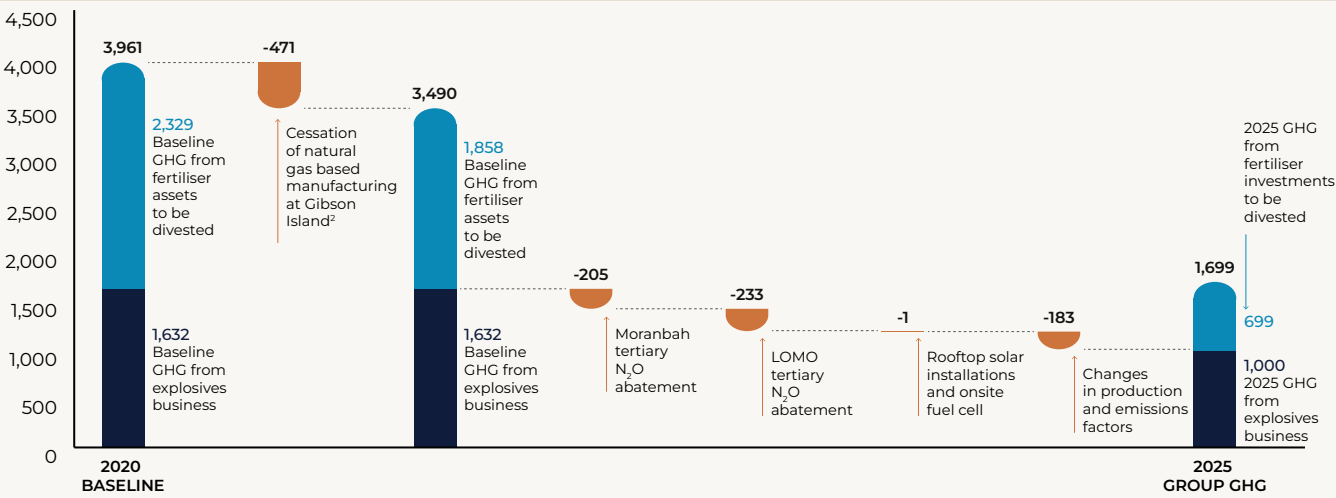 4,500
4,000
3,500
3,000
2,500
2,000
1,500
1,000
500
0
3,961
2,329
Baseline
GHG from
fertiliser
assets
to be
divested
1,632
Baseline
GHG from
explosives
business
2020
BASELINE
-471
Cessation
of natural
gas based
manufacturing
at Gibson
Island²
3,490
1,858
Baseline
GHG from
fertiliser
assets
to be
divested
1,632
Baseline
GHG from
explosives
business
-205
Moranbah
tertiary
N₂O
abatement
-233
LOMO
tertiary
N₂O
abatement
-1
Rooftop solar
installations
and onsite
fuel cell
-183
Changes
in production
and emissions
factors
1,699
2025 GHG
from
fertiliser
investments
to be
divested
699
1,000
2025 GHG
from
explosives
business
2025
GROUP GHG